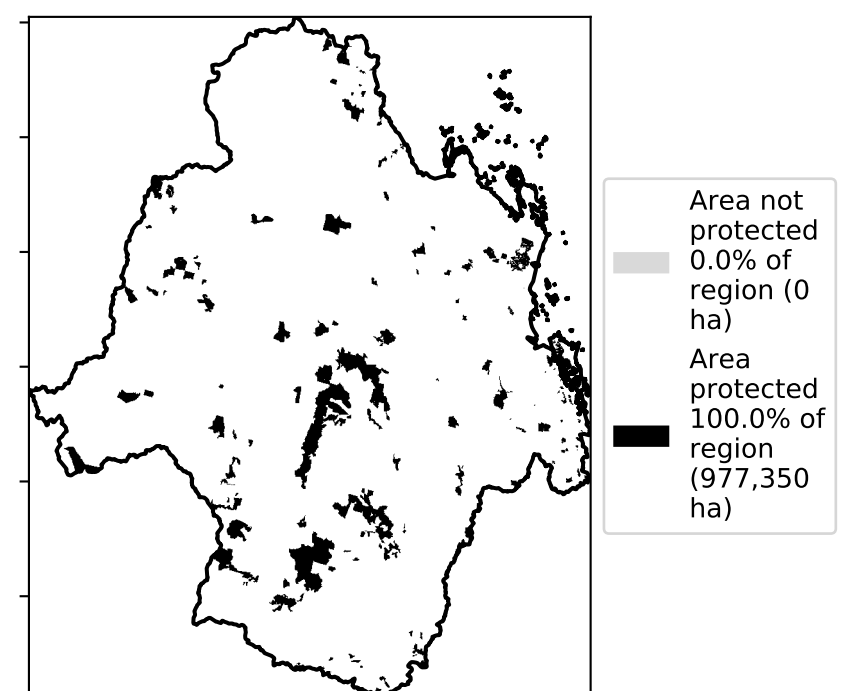 Area not
protected
0.0% of
region (0
ha)
Area
protected
100.0% of
region
(977,350
ha)